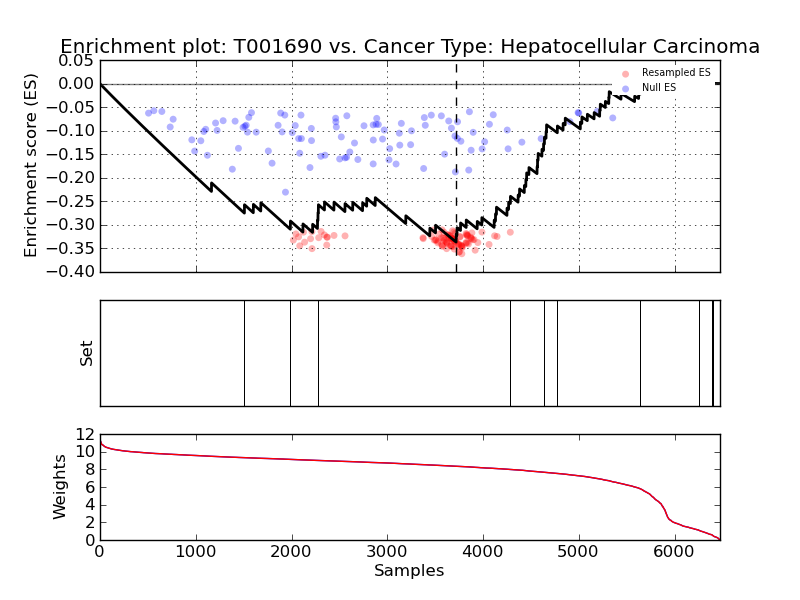 Enrichment plot: T001690 vs. Cancer Type: Hepatocellular Carcinoma
Enrichment score (ES)
0.05
0.00
−0.05
−0.10
−0.15
−0.20
−0.25
−0.30
−0.35
−0.40
Resampled ES
Null ES
Set
Weights
12
10
8
6
4
2
0
0 1000 2000 3000 4000 5000 6000
Samples